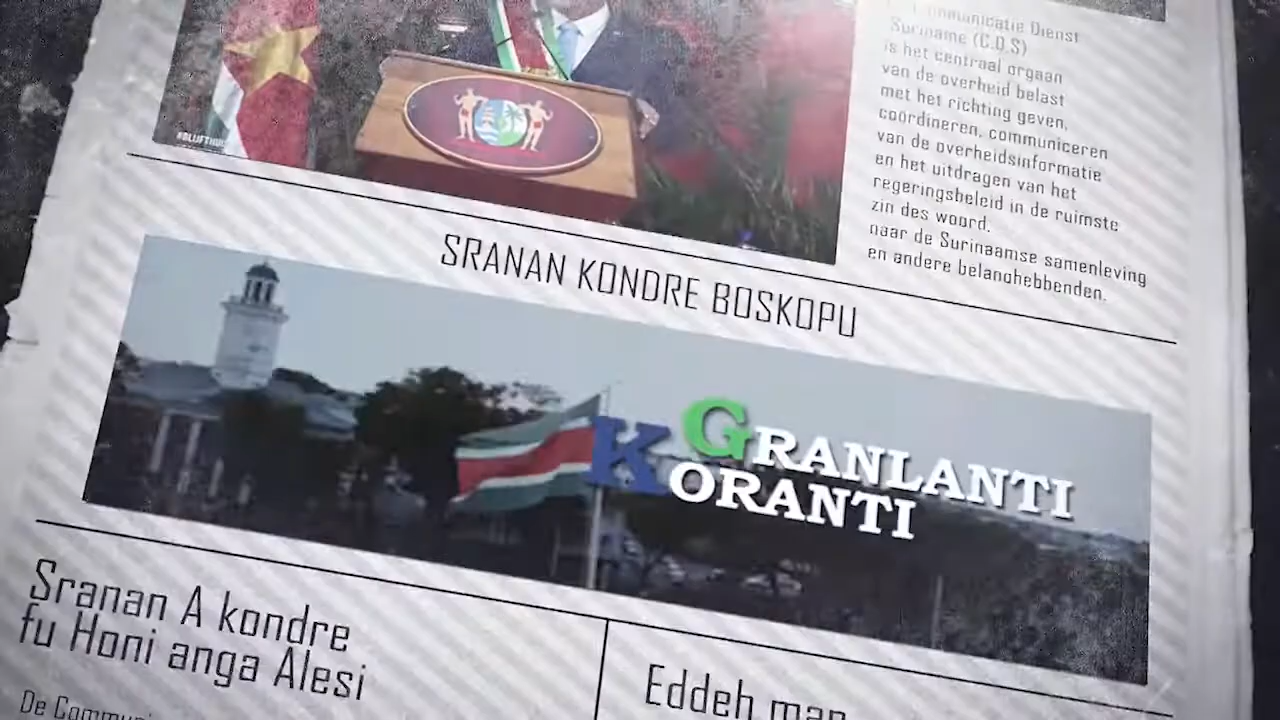 Communicatie Dienst
Suriname (C.D.S)
is het centraal orgaan
van de overheid belast
met het richting geven,
coördineren, communiceren
van de overheidsinformatie
en het uitdragen van het
regeringsbeleid in de ruimste
zin des woord.
naar de Surinaamse samenleving
en andere belanghebbenden.
SRANAN KONDRE BOSKOPU
GRANLANTI
KORANTI
Sranan A kondre
fu Honi anga Alesi
Eddeh man
De